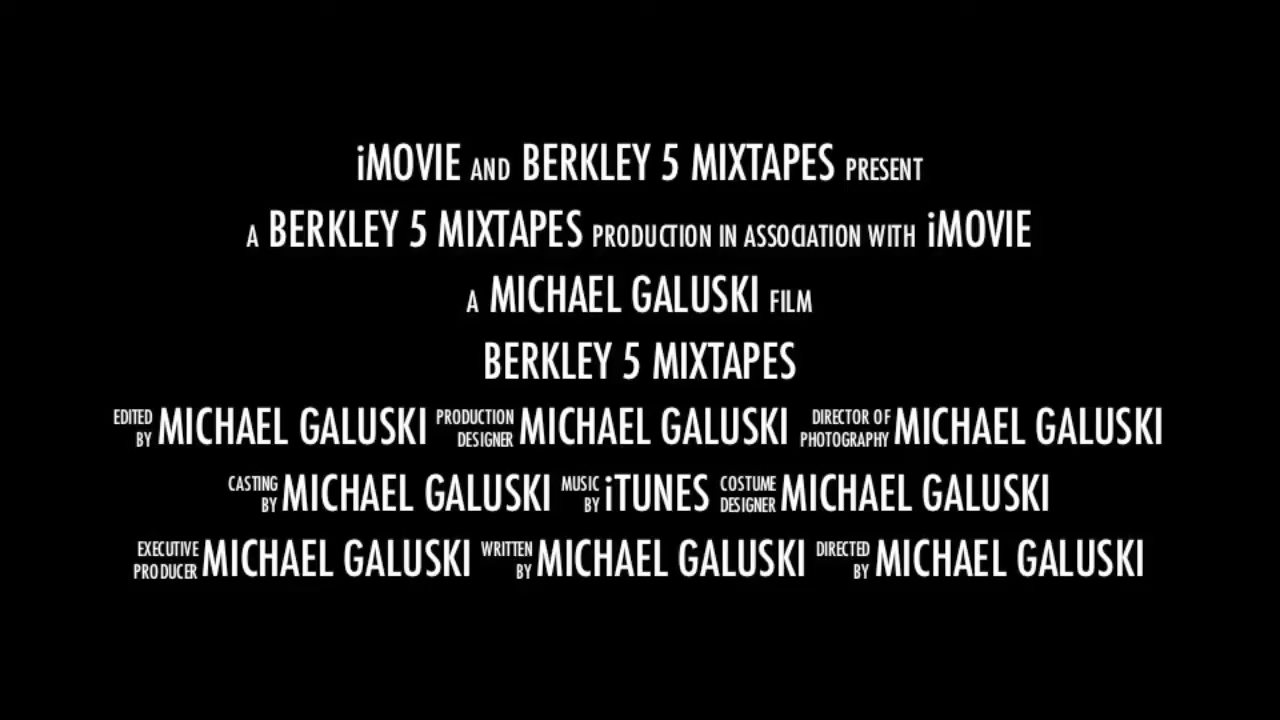 iMOVIE AND BERKLEY 5 MIXTAPES PRESENT
A BERKLEY 5 MIXTAPES PRODUCTION IN ASSOCIATION WITH iMOVIE
A MICHAEL GALUSKI FILM
BERKLEY 5 MIXTAPES
EDITED BY MICHAEL GALUSKI PRODUCTION DESIGNER MICHAEL GALUSKI DIRECTOR OF PHOTOGRAPHY MICHAEL GALUSKI
CASTING BY MICHAEL GALUSKI MUSIC BY iTUNES COSTUME DESIGNER MICHAEL GALUSKI
EXECUTIVE PRODUCER MICHAEL GALUSKI WRITTEN BY MICHAEL GALUSKI DIRECTED BY MICHAEL GALUSKI